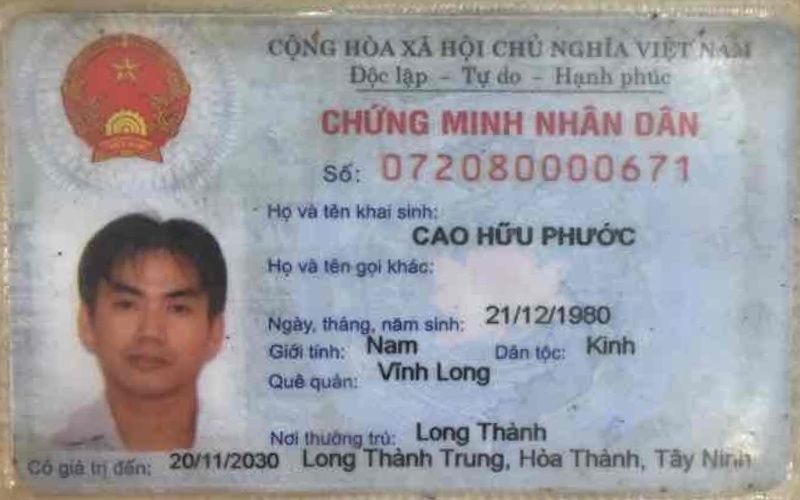 CỘNG HÒA XÃ HỘI CHỦ NGHĨA VIỆT NAM
Độc lập - Tự do - Hạnh phúc
CHỨNG MINH NHÂN DÂN
Số: 072080000671
Họ và tên khai sinh:
CAO HỮU PHƯỚC
Họ và tên gọi khác:
Ngày, tháng, năm sinh: 21/12/1980
Giới tính: Nam Dân tộc: Kinh
Quê quán: Vĩnh Long
Nơi thường trú: Long Thành
Có giá trị đến: 20/11/2030 Long Thành Trung, Hòa Thành, Tây Ninh